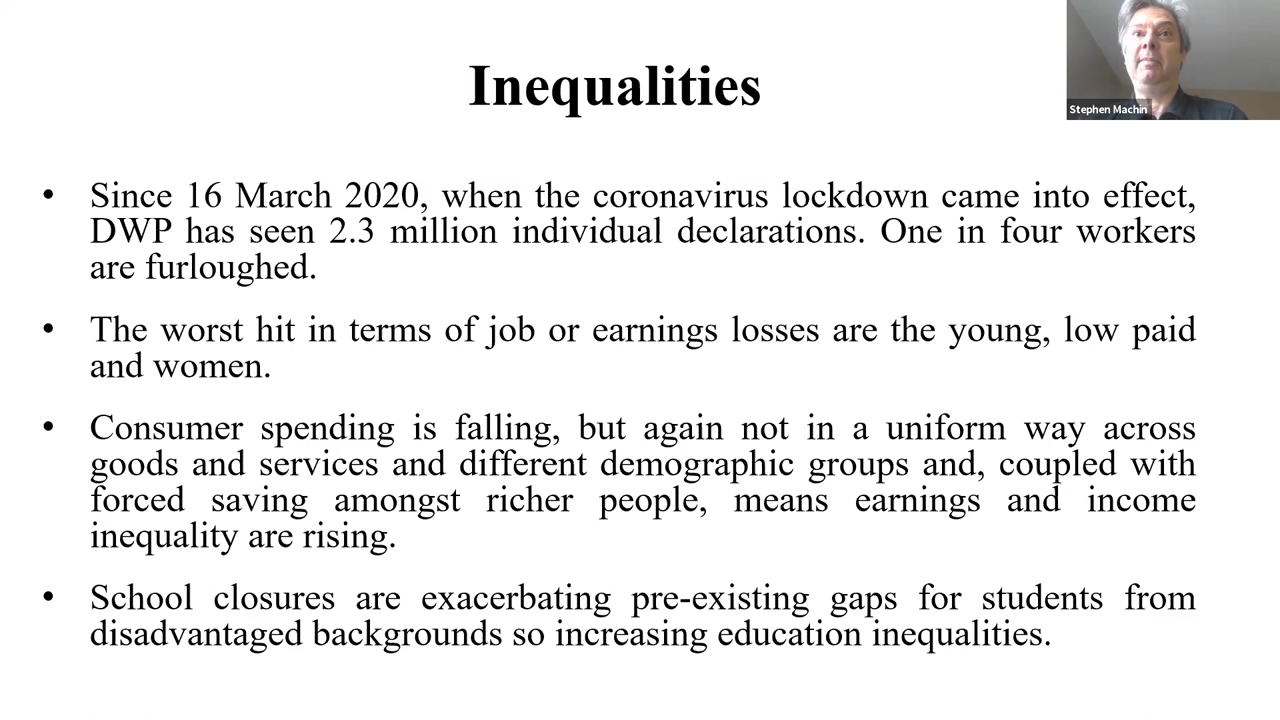 Inequalities
Stephen Machin
• Since 16 March 2020, when the coronavirus lockdown came into effect,
DWP has seen 2.3 million individual declarations. One in four workers
are furloughed.
• The worst hit in terms of job or earnings losses are the young, low paid
and women.
• Consumer spending is falling, but again not in a uniform way across
goods and services and different demographic groups and, coupled with
forced saving amongst richer people, means earnings and income
inequality are rising.
• School closures are exacerbating pre-existing gaps for students from
disadvantaged backgrounds so increasing education inequalities.